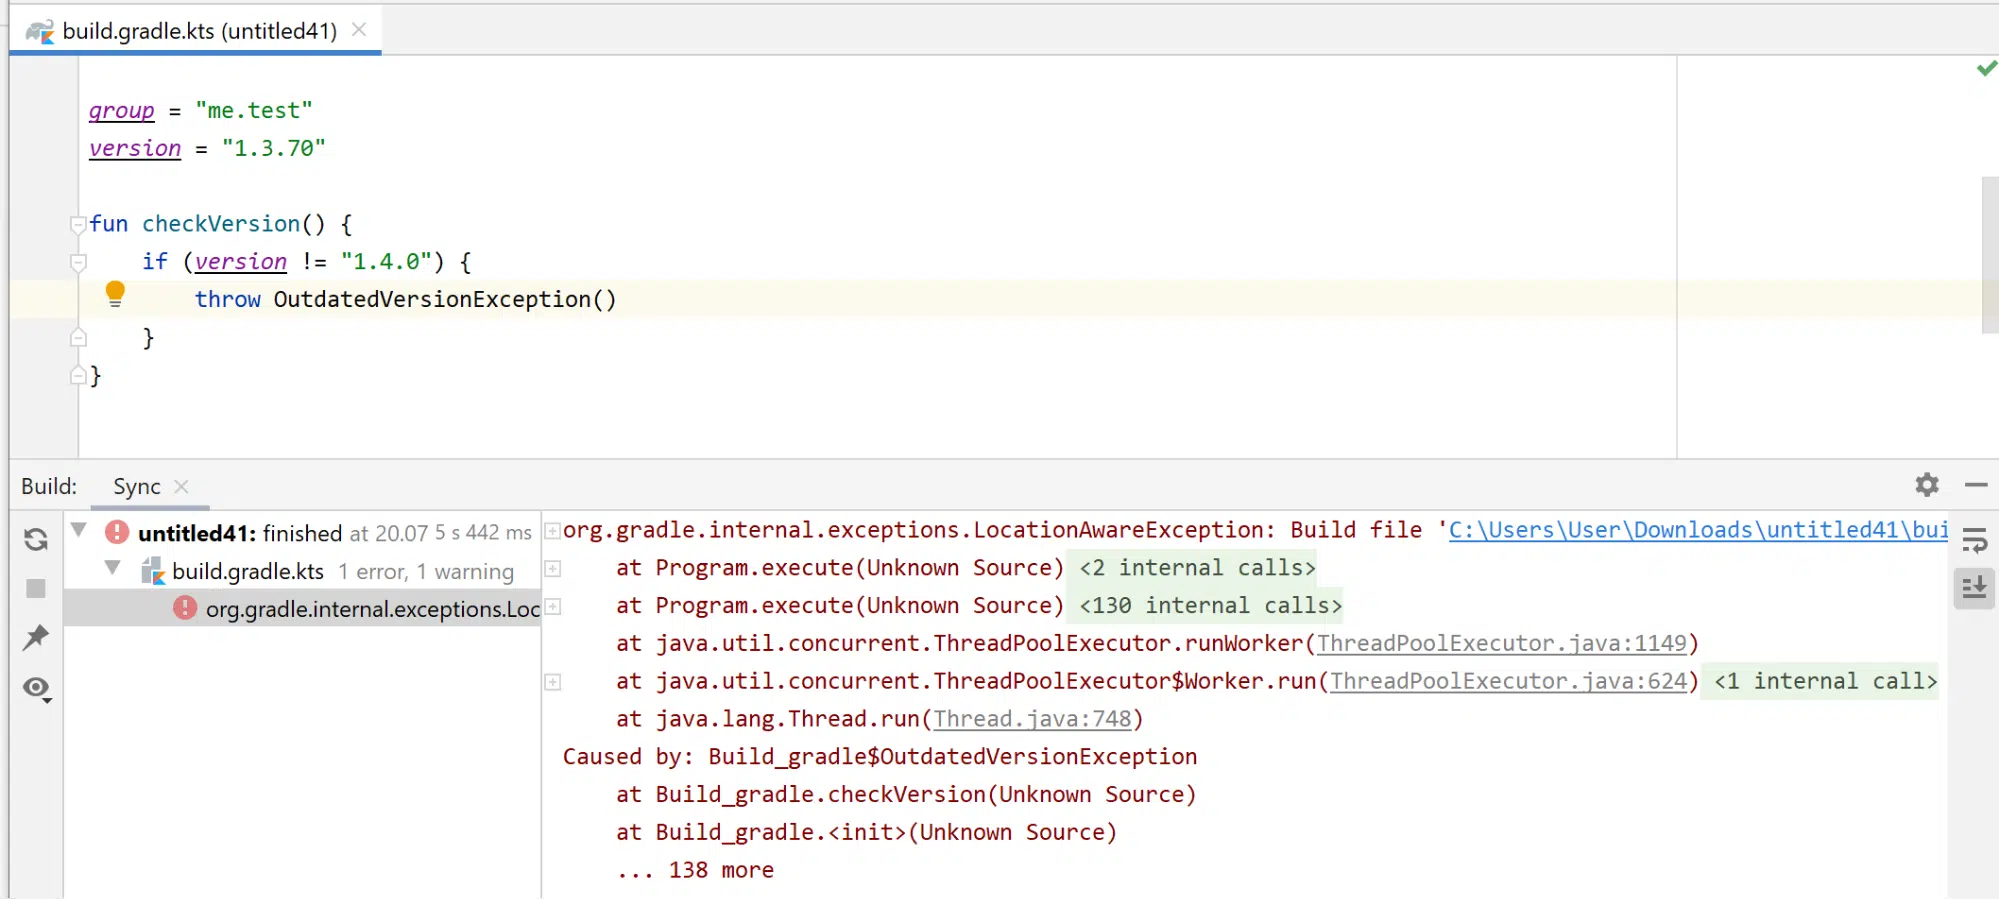 build.gradle.kts (untitled41)
group = "me.test"
version = "1.3.70"
fun checkVersion() {
if (version != "1.4.0") {
throw OutdatedVersionException()
}
}
Build: Sync
untitled41: finished at 20.07 5 s 442 ms
build.gradle.kts 1 error, 1 warning
org.gradle.internal.exceptions.Loc
org.gradle.internal.exceptions.LocationAwareException: Build file 'C:\Users\User\Downloads\untitled41\bui
at Program.execute(Unknown Source) <2 internal calls>
at Program.execute(Unknown Source) <130 internal calls>
at java.util.concurrent.ThreadPoolExecutor.runWorker(ThreadPoolExecutor.java:1149)
at java.util.concurrent.ThreadPoolExecutor$Worker.run(ThreadPoolExecutor.java:624) <1 internal call>
at java.lang.Thread.run(Thread.java:748)
Caused by: Build_gradle$OutdatedVersionException
at Build_gradle.checkVersion(Unknown Source)
at Build_gradle.<init>(Unknown Source)
... 138 more